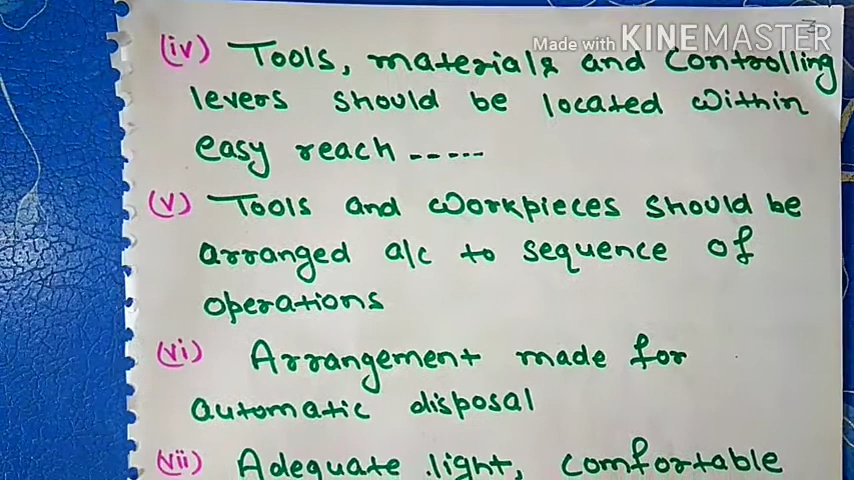 Made with KINEMASTER
3
(iv) Tools, materials and controlling
levers should be located within
easy reach -----
(v) Tools and workpieces should be
arranged a/c to sequence of
operations
(vi) Arrangement made for
automatic disposal
(vii) Adequate light, comfortable